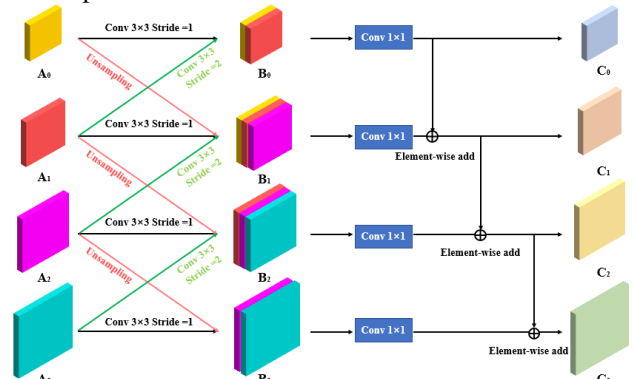 Conv 3×3 Stride =1
Conv 1×1
A₀
Unsampling
Conv 3×3
Stride =2
B₀
C₀
Conv 3×3 Stride =1
Conv 1×1
Element-wise add
A₁
Unsampling
Conv 3×3
Stride =2
B₁
C₁
Conv 3×3 Stride =1
Conv 1×1
Element-wise add
A₂
Unsampling
Conv 3×3
Stride =2
B₂
C₂
Conv 3×3 Stride =1
Conv 1×1
Element-wise add